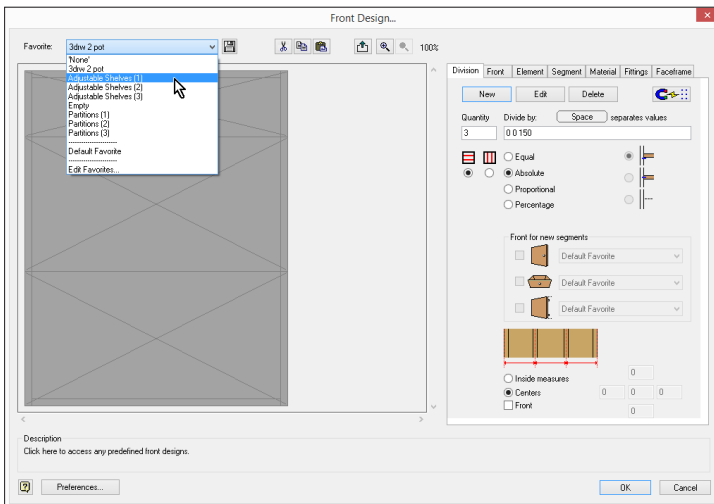 Front Design...
Favorite: 3drw 2 pot
100%
'None'
3drw 2 pot
Adjustable Shelves (1)
Adjustable Shelves (2)
Adjustable Shelves (3)
Empty
Partitions (1)
Partitions (2)
Partitions (3)
----------------------
Default Favorite
----------------------
Edit Favorites...
Division Front Element Segment Material Fittings Faceframe
New Edit Delete
Quantity Divide by: Space separates values
3 0 0 150
Equal
Absolute
Proportional
Percentage
Front for new segments
Default Favorite
Default Favorite
Default Favorite
Inside measures
Centers
Front
0
0 0 0
0
Description
Click here to access any predefined front designs.
Preferences...
OK Cancel